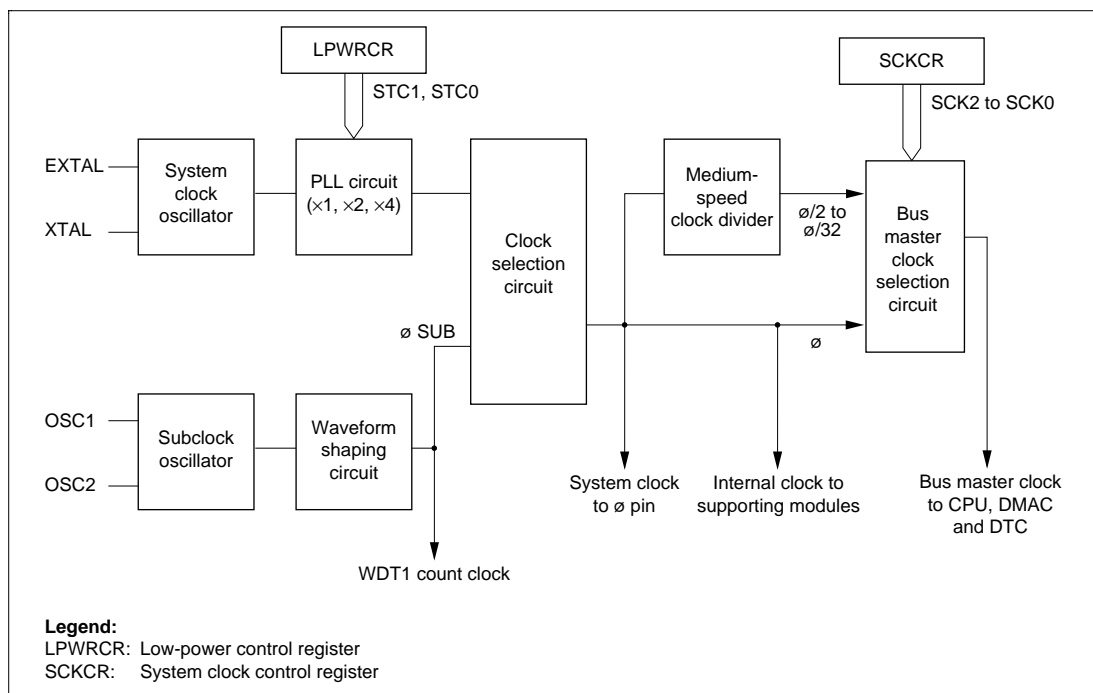 LPWRCR
SCKCR
STC1, STC0
SCK2 to SCK0
EXTAL
XTAL
System
clock
oscillator
PLL circuit
(×1, ×2, ×4)
Clock
selection
circuit
Medium-
speed
clock divider
ø/2 to
ø/32
Bus
master
clock
selection
circuit
ø SUB
ø
OSC1
OSC2
Subclock
oscillator
Waveform
shaping
circuit
System clock
to ø pin
Internal clock to
supporting modules
Bus master clock
to CPU, DMAC
and DTC
WDT1 count clock
Legend:
LPWRCR: Low-power control register
SCKCR: System clock control register